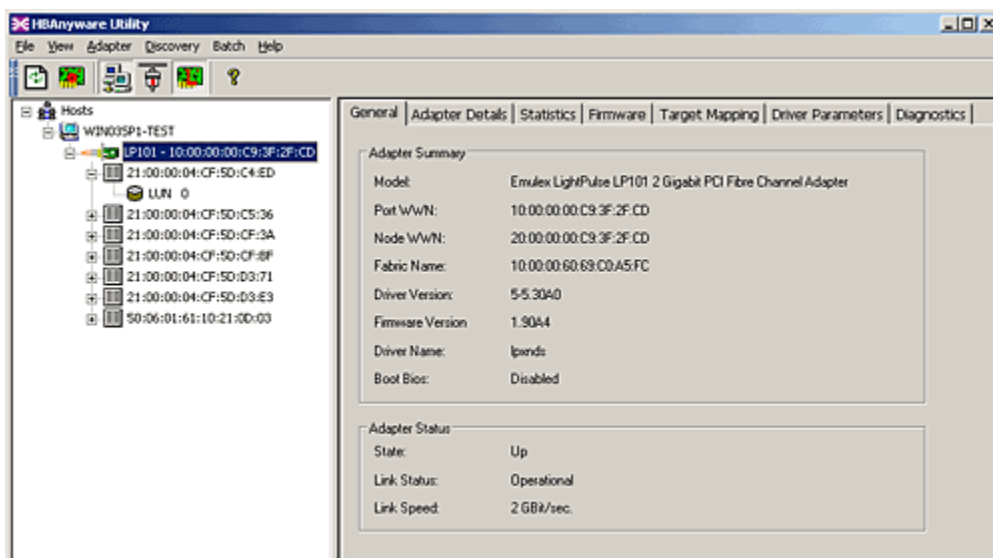 HBAnyware Utility
File View Adapter Discovery Batch Help
Hosts
WIN03SP1-TEST
LP101 - 10:00:00:00:C9:3F:2F:CD
21:00:00:04:CF:5D:C4:ED
LUN 0
21:00:00:04:CF:5D:C5:36
21:00:00:04:CF:5D:CF:3A
21:00:00:04:CF:5D:CF:8F
21:00:00:04:CF:5D:D3:71
21:00:00:04:CF:5D:D3:E3
50:06:01:61:10:21:0D:03
General Adapter Details Statistics Firmware Target Mapping Driver Parameters Diagnostics
Adapter Summary
Model: Emulex LightPulse LP101 2 Gigabit PCI Fibre Channel Adapter
Port WWN: 10:00:00:00:C9:3F:2F:CD
Node WWN: 20:00:00:00:C9:3F:2F:CD
Fabric Name: 10:00:00:60:69:C0:A5:FC
Driver Version: 5-5.30A0
Firmware Version 1.90A4
Driver Name: lpxnds
Boot Bios: Disabled
Adapter Status
State: Up
Link Status: Operational
Link Speed: 2 GBit/sec.